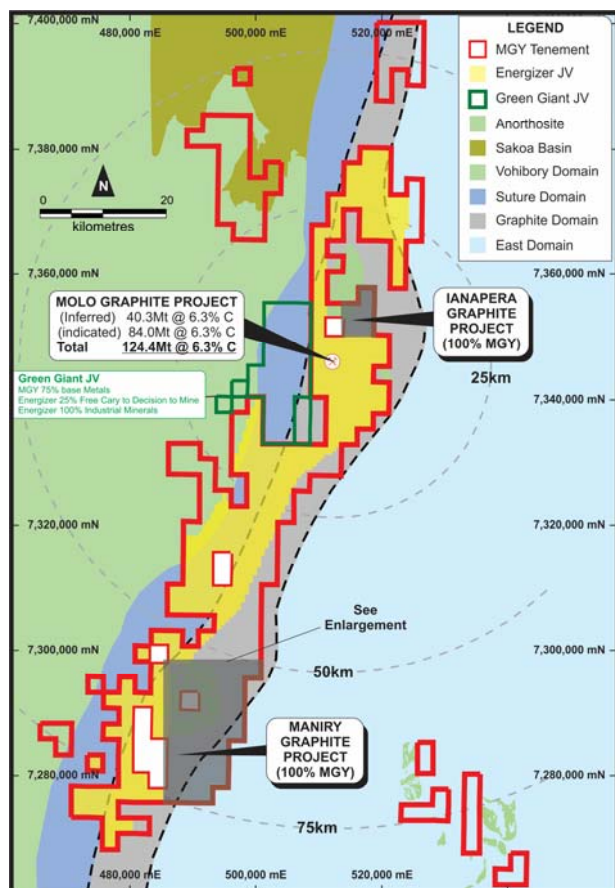 7,400,000 mN
480,000 mE
500,000 mE
520,000 mE
LEGEND
MGY Tenement
Energizer JV
Green Giant JV
Anorthosite
Sakoa Basin
Vohibory Domain
Suture Domain
Graphite Domain
East Domain
7,380,000 mN
N
0
20
kilometres
7,360,000 mN
MOLO GRAPHITE PROJECT
(Inferred) 40.3Mt @ 6.3% C
(indicated) 84.0Mt @ 6.3% C
Total 124.4Mt @ 6.3% C
IANAPERA
GRAPHITE
PROJECT
(100% MGY)
Green Giant JV
MGY 75% base Metals
Energizer 25% Free Cary to Decision to Mine
Energizer 100% Industrial Minerals
25km
7,340,000 mN
7,340,000 mN
7,320,000 mN
7,320,000 mN
See
Enlargement
7,300,000 mN
7,300,000 mN
50km
MANIRY
GRAPHITE
PROJECT
(100% MGY)
7,280,000 mN
7,280,000 mN
75km
480,000 mE
500,000 mE
520,000 mE